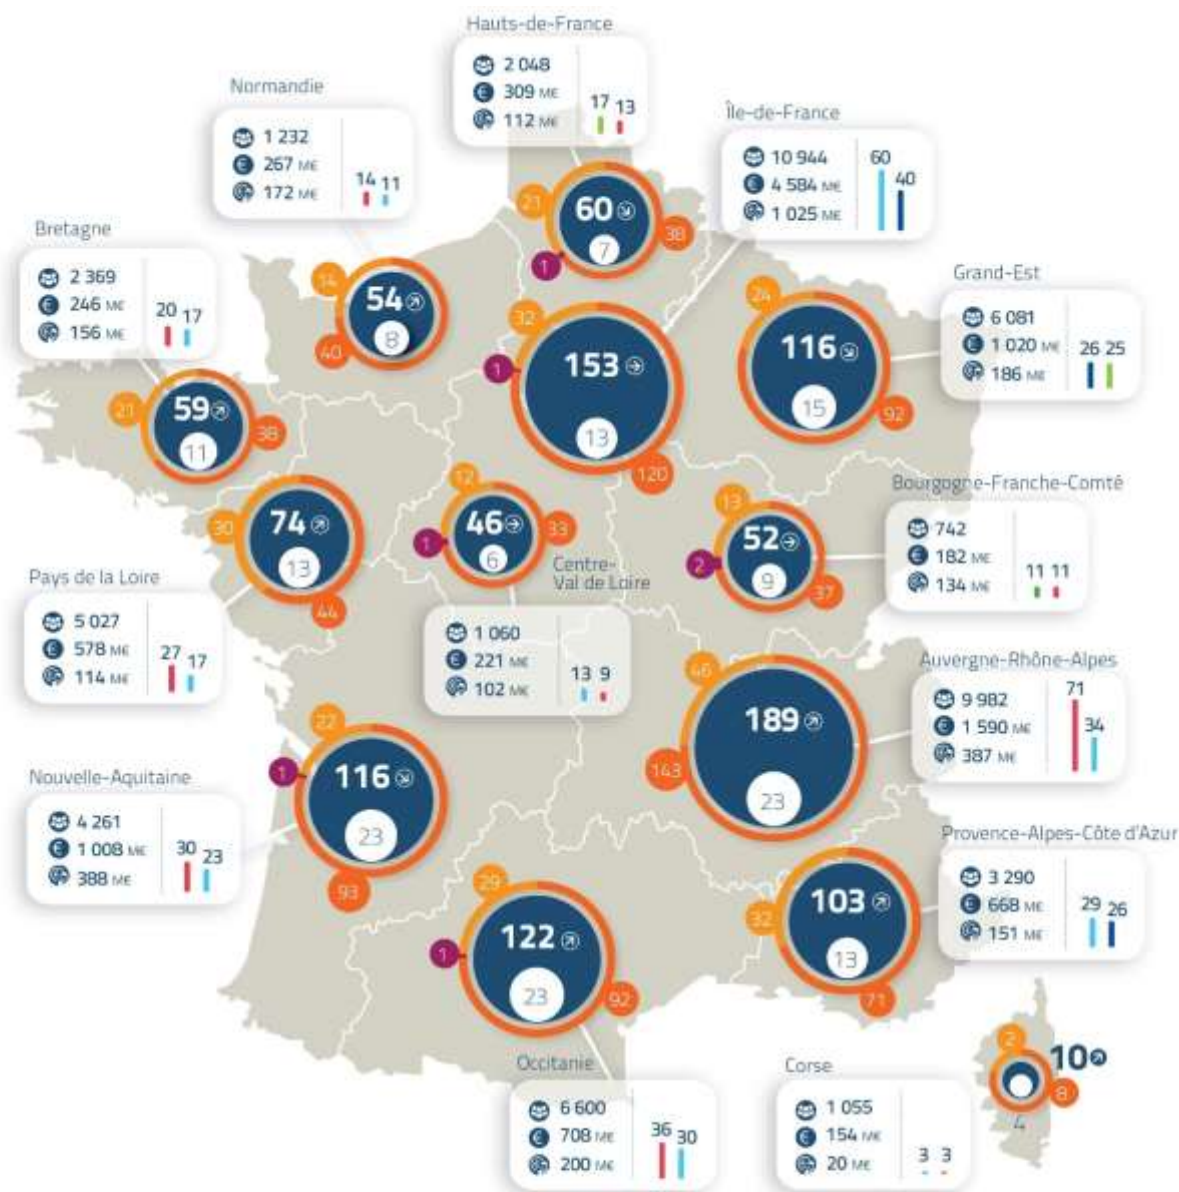 Hauts-de-France
2 048
309 M€
112 M€
17 13
Normandie
1 232
267 M€
172 M€
14 11
Île-de-France
10 944
4 584 M€
1 025 M€
60
40
Bretagne
2 369
246 M€
156 M€
20 17
Grand-Est
6 081
1 020 M€
186 M€
26 25
21
60
7
38
1
14
54
8
40
32
153
1
13
120
24
116
15
92
21
59
38
11
Bourgogne-Franche-Comté
742
182 M€
134 M€
11 11
30
74
13
44
12
46
33
1
6
Centre-
Val de Loire
1 060
221 M€
102 M€
13 9
13
52
2
9
37
Pays de la Loire
5 027
578 M€
114 M€
27
17
Auvergne-Rhône-Alpes
9 982
1 590 M€
387 M€
71
34
46
189
143
23
22
1
116
23
93
Nouvelle-Aquitaine
4 261
1 008 M€
388 M€
30
23
Provence-Alpes-Côte d'Azur
3 290
668 M€
151 M€
29 26
29
122
1
23
92
32
103
13
71
2
10
8
4
Occitanie
6 600
708 M€
200 M€
36
30
Corse
1 055
154 M€
20 M€
3 3